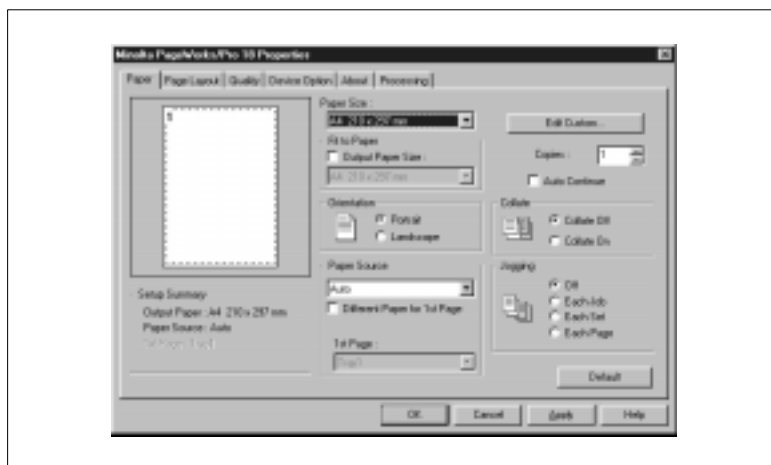 Minolta PageWorks/Pro 18 Properties
Paper Page Layout Quality Device Option About Processing
1
Paper Size :
A4 210 x 297 mm
Edit Custom...
Fit to Paper
Output Paper Size :
A4 210 x 297 mm
Copies : 1
Auto Continue
Orientation
Portrait
Landscape
Collate
Collate Off
Collate On
Paper Source
Auto
Different Paper for 1st Page
1st Page :
Tray1
Jogging
Off
Each Job
Each Set
Each Page
Setup Summary
Output Paper : A4 210 x 297 mm
Paper Source : Auto
1st Page : Tray1
Default
OK Cancel Apply Help